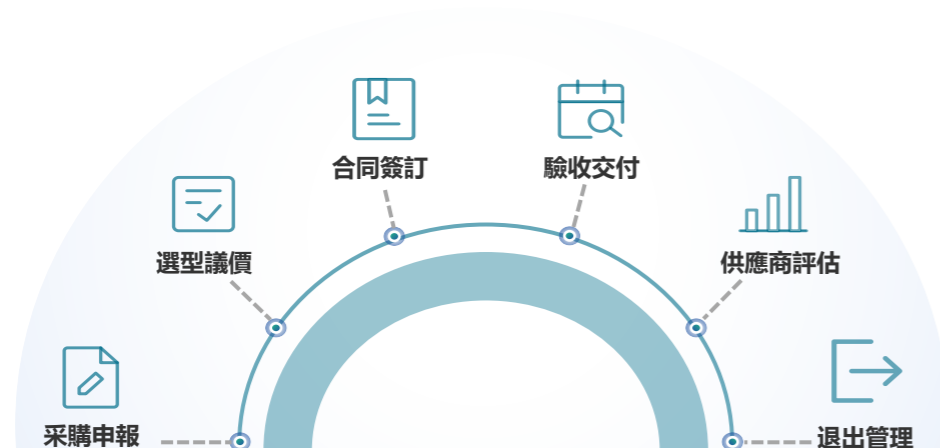 合同簽訂
驗收交付
選型議價
供應商評估
采購申報
退出管理